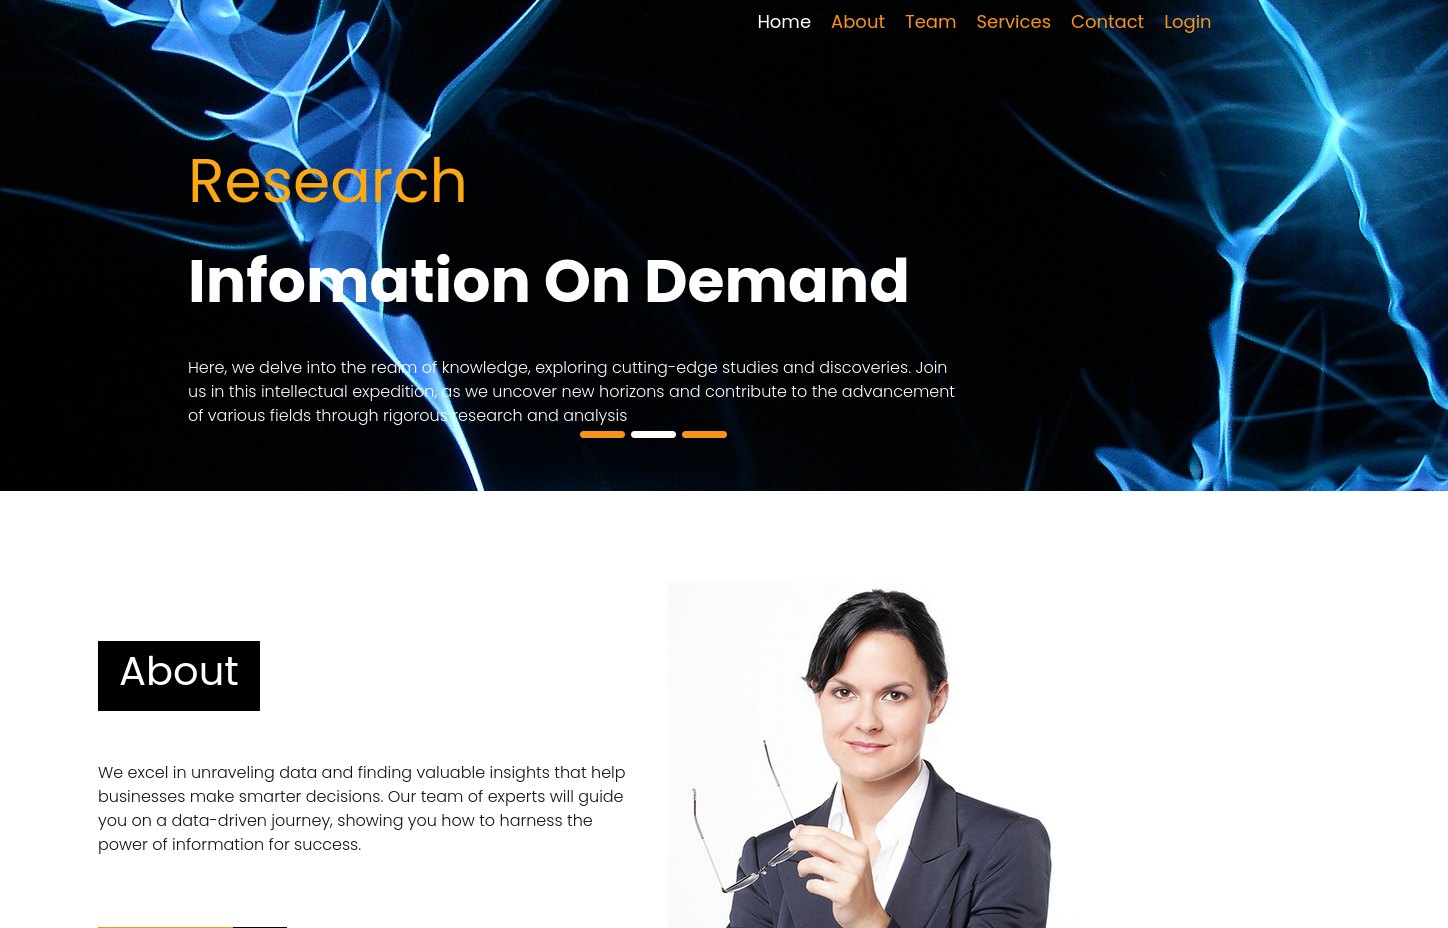 Home About Team Services Contact Login
Research
Infomation On Demand
Here, we delve into the realm of knowledge, exploring cutting-edge studies and discoveries. Join
us in this intellectual expedition, as we uncover new horizons and contribute to the advancement
of various fields through rigorous research and analysis
About
We excel in unraveling data and finding valuable insights that help
businesses make smarter decisions. Our team of experts will guide
you on a data-driven journey, showing you how to harness the
power of information for success.